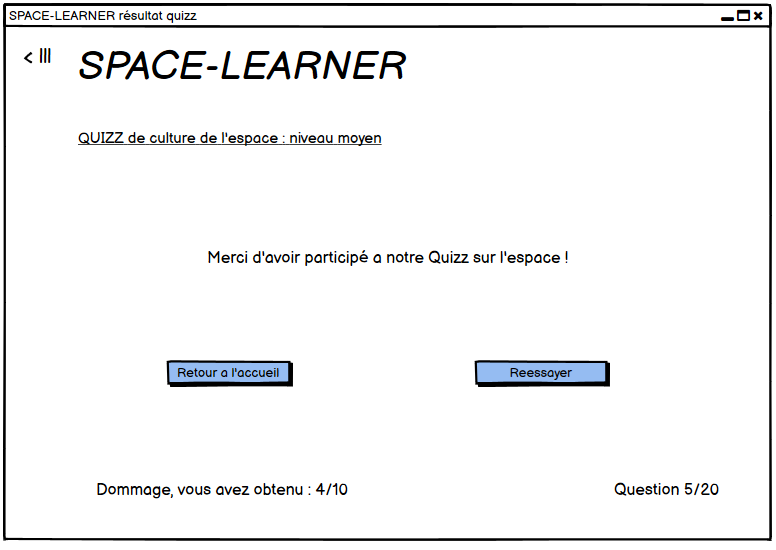 SPACE-LEARNER résultat quizz
SPACE-LEARNER
QUIZZ de culture de l'espace : niveau moyen
Merci d'avoir participé a notre Quizz sur l'espace !
Retour a l'accueil
Reessayer
Dommage, vous avez obtenu : 4/10
Question 5/20